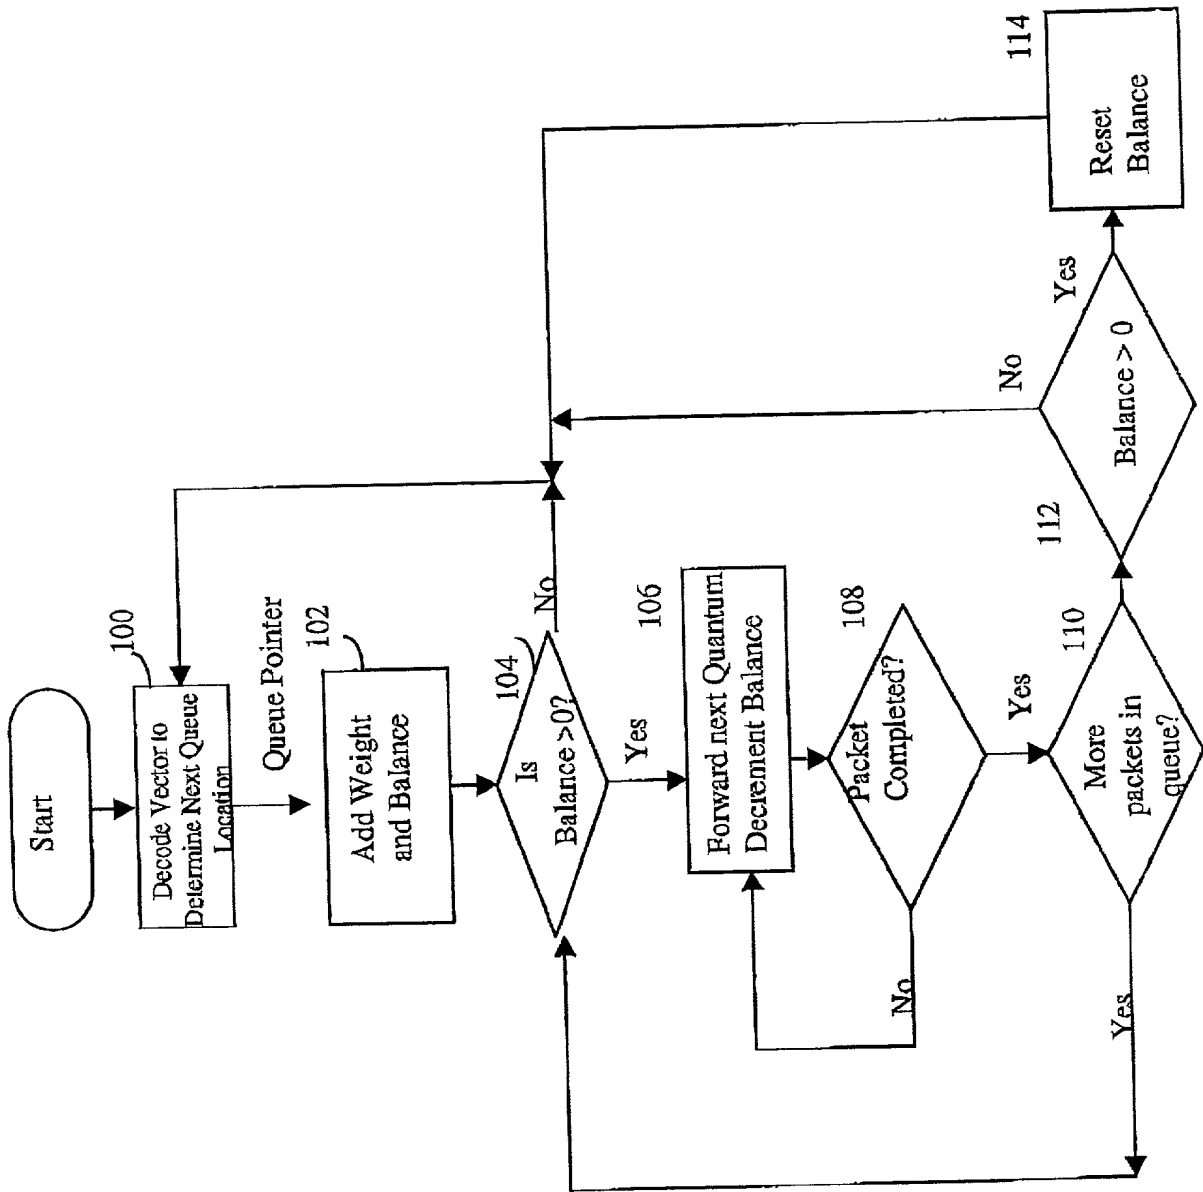 Start
100
Decode Vector to
Determine Next Queue
Location
Queue Pointer
102
Add Weight
and Balance
104
Is
Balance >0?
No
Yes
106
Forward next Quantum
Decrement Balance
108
Packet
Completed?
No
Yes
110
More
packets in
queue?
Yes
112
Balance > 0
No
Yes
114
Reset
Balance